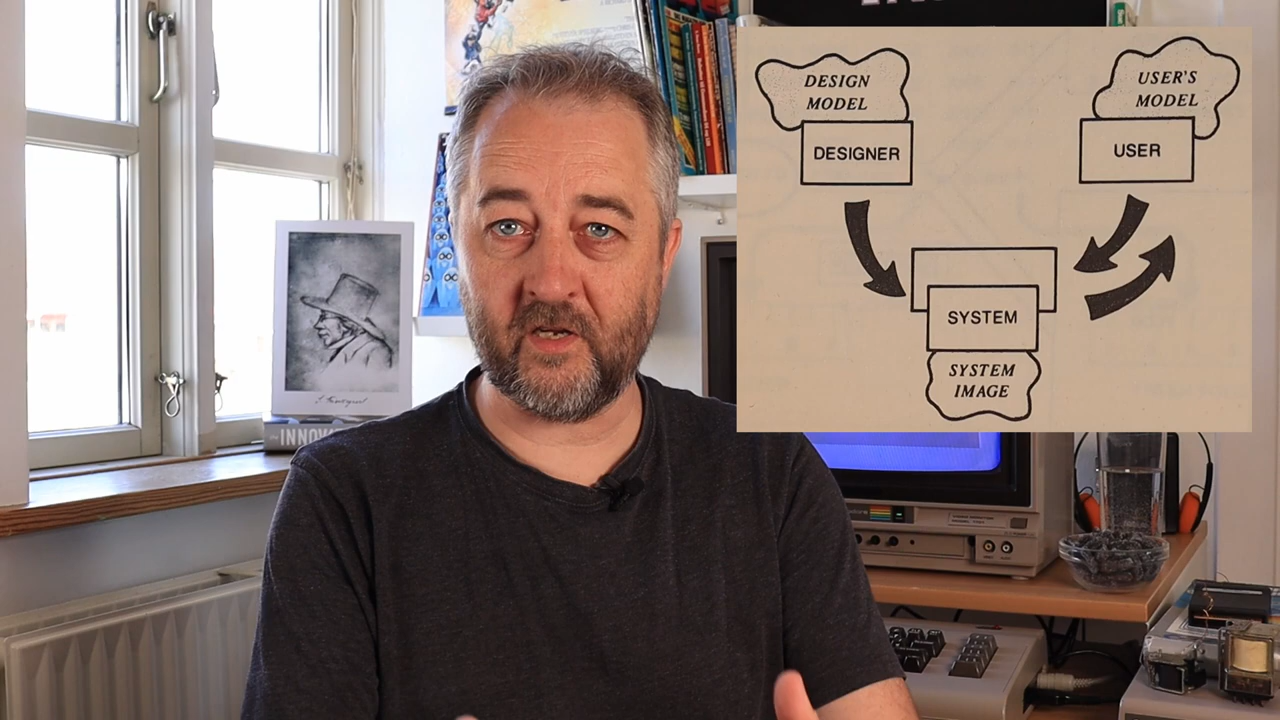 DESIGN
MODEL
DESIGNER
USER'S
MODEL
USER
SYSTEM
SYSTEM
IMAGE
INNOV